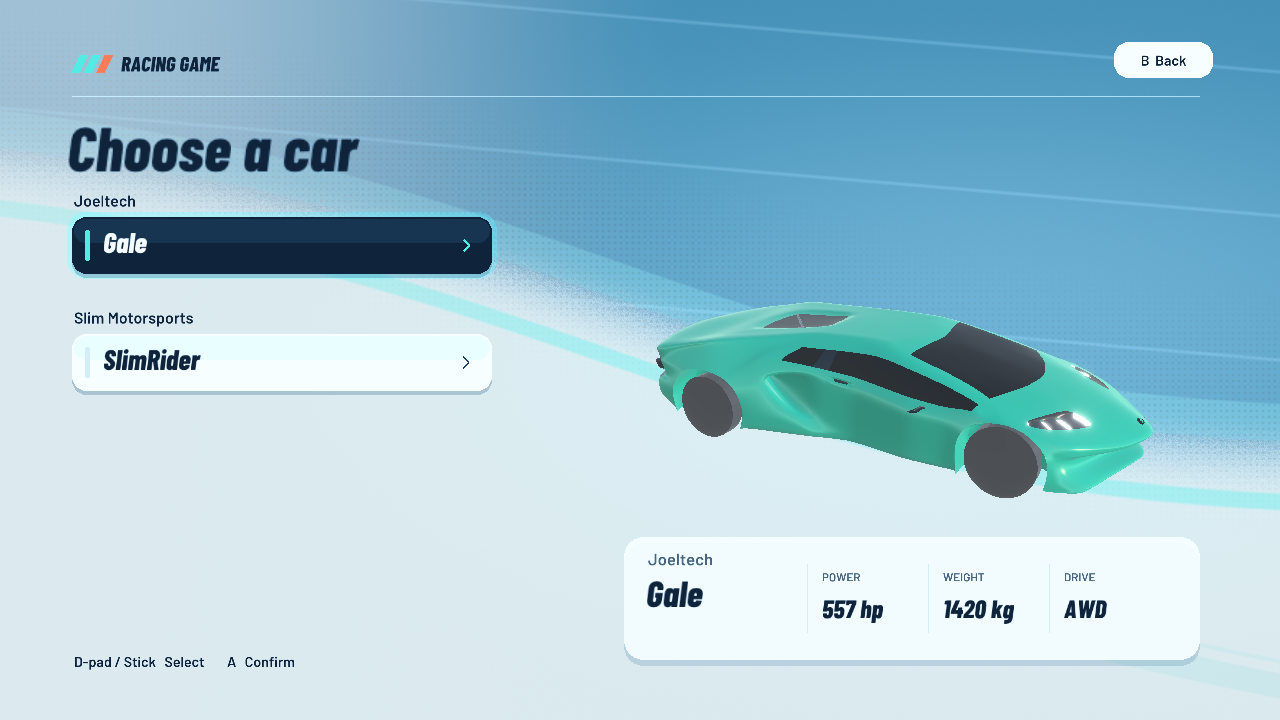 RACING GAME
B Back
Choose a car
Joeltech
Gale
Slim Motorsports
SlimRider
Joeltech
Gale
POWER
557 hp
WEIGHT
1420 kg
DRIVE
AWD
D-pad / Stick Select A Confirm